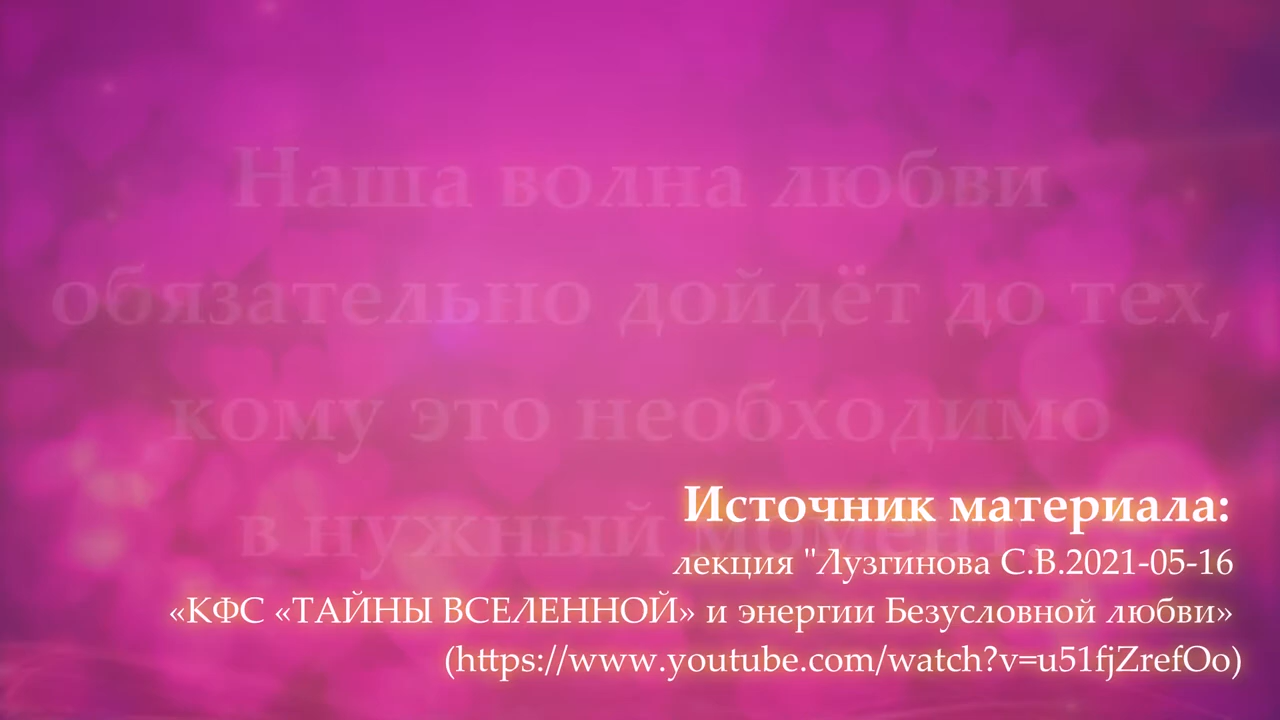 Наша волна любви
обязательно дойдёт до тех,
кому это необходимо
в нужный момент
Источник материала:
лекция "Лузгинова С.В.2021-05-16
«КФС «ТАЙНЫ ВСЕЛЕННОЙ» и энергии Безусловной любви»
(https://www.youtube.com/watch?v=u51fjZrefOo)